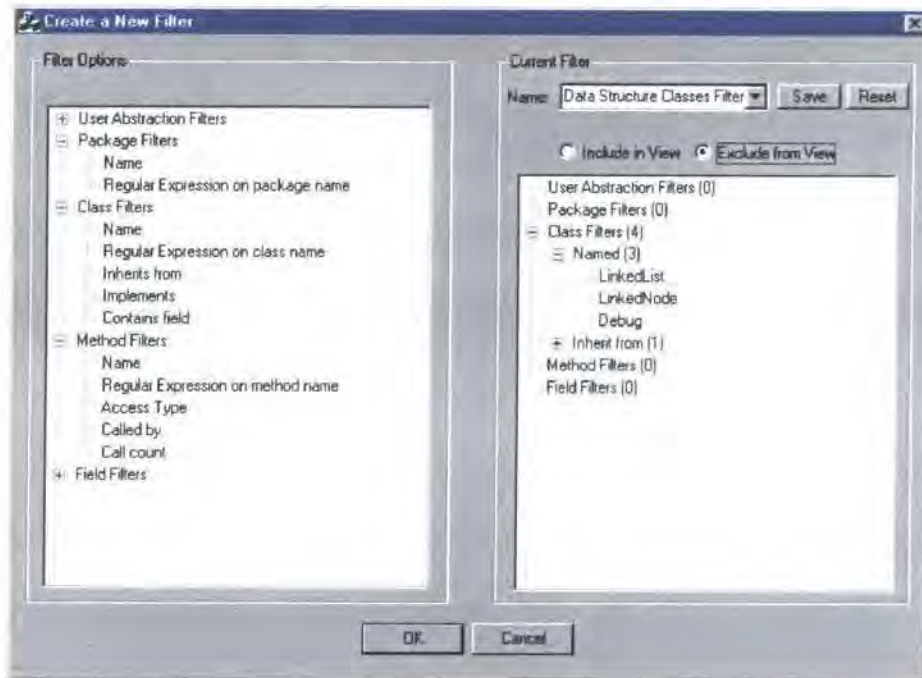 Create a New Filter
Filter Options
User Abstraction Filters
Package Filters
Name
Regular Expression on package name
Class Filters
Name
Regular Expression on class name
Inherits from
Implements
Contains field
Method Filters
Name
Regular Expression on method name
Access Type
Called by
Call count
Field Filters
Current Filter
Name: Data Structure Classes Filter Save Reset
Include in View Exclude from View
User Abstraction Filters (0)
Package Filters (0)
Class Filters (4)
Named (3)
LinkedList
LinkedNode
Debug
Inherit from (1)
Method Filters (0)
Field Filters (0)
OK Cancel